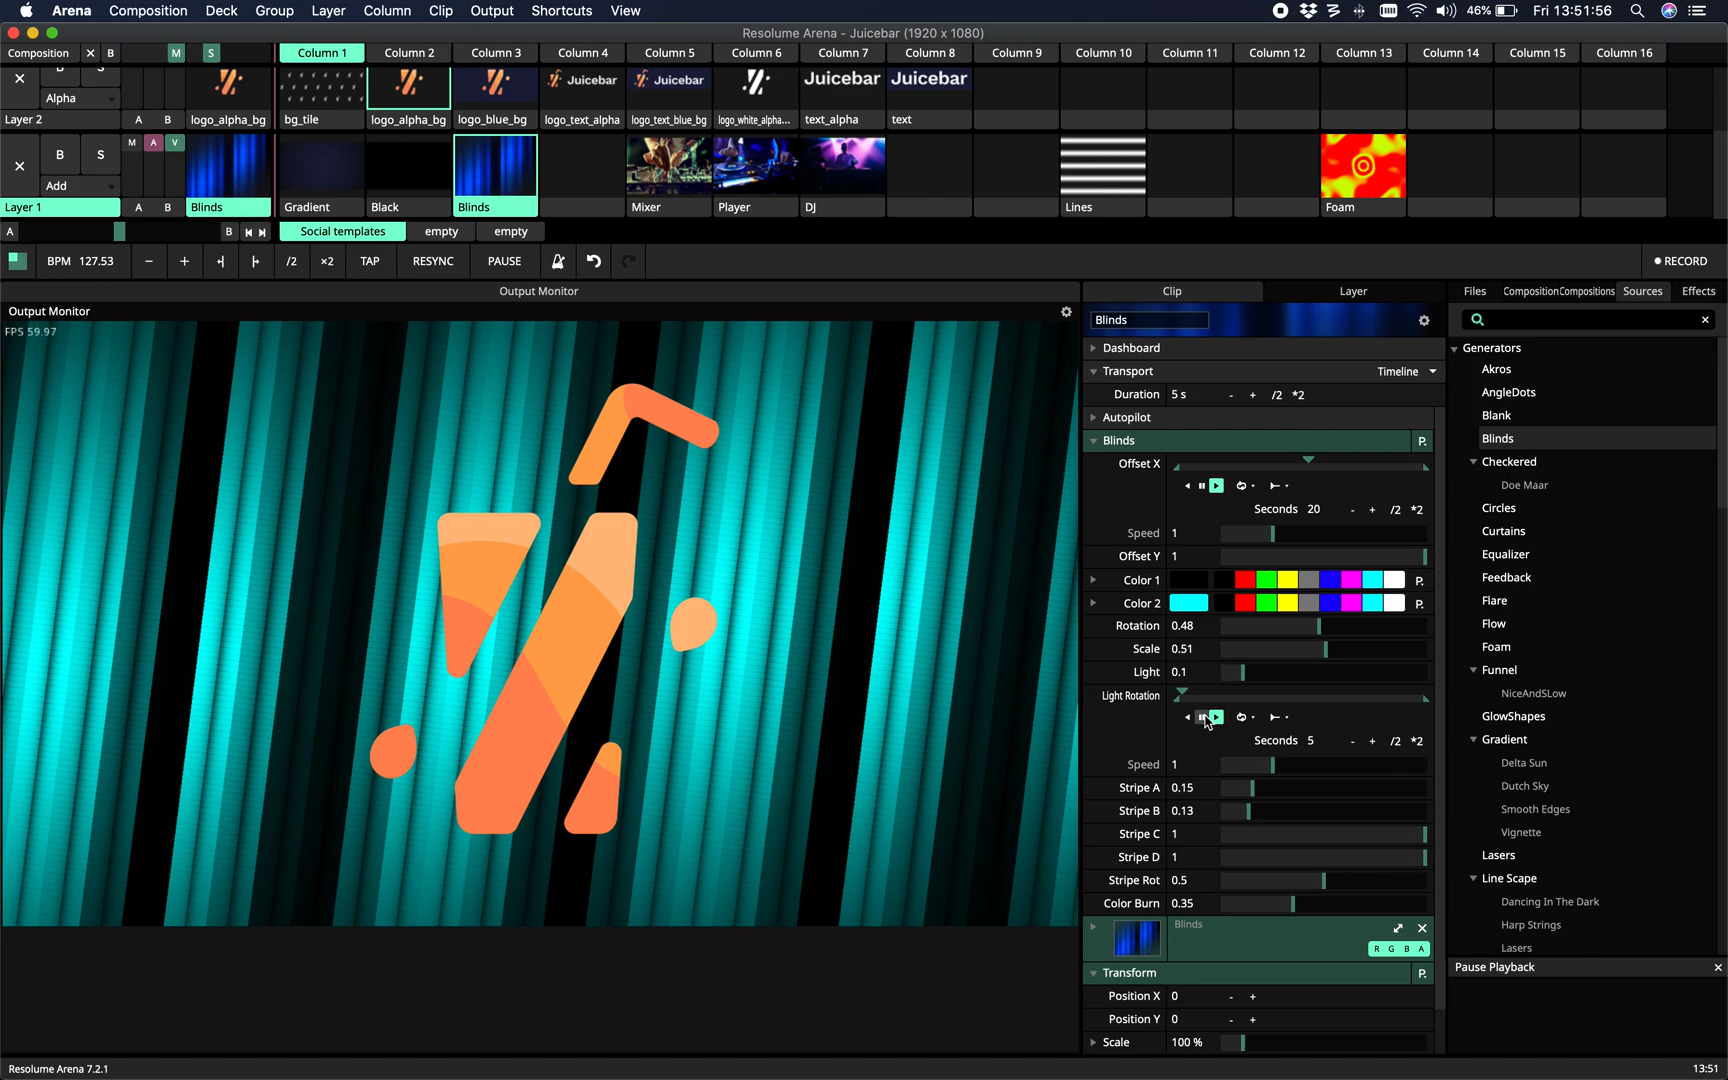 Arena Composition Deck Group Layer Column Clip Output Shortcuts View 46% Fri 13:51:56
Resolume Arena - Juicebar (1920 x 1080)
Composition X B M S Column 1 Column 2 Column 3 Column 4 Column 5 Column 6 Column 7 Column 8 Column 9 Column 10 Column 11 Column 12 Column 13 Column 14 Column 15 Column 16
B S Juicebar Juicebar Juicebar Juicebar
Alpha
Layer 2 A B logo_alpha_bg bg_tile logo_alpha_bg logo_blue_bg logo_text_alpha logo_text_blue_bg logo_white_alpha... text_alpha text
M A V
B S
Add
Layer 1 A B Blinds Gradient Black Blinds Mixer Player DJ Lines Foam
A B Social templates empty empty
BPM 127.53 - + /2 ×2 TAP RESYNC PAUSE RECORD
Output Monitor
Output Monitor
FPS 59.97
Clip Layer
Blinds
Dashboard
Transport Timeline
Duration 5 s - + /2 *2
Autopilot
Blinds P.
Offset X
Seconds 20 - + /2 *2
Speed 1
Offset Y 1
Color 1 P.
Color 2 P.
Rotation 0.48
Scale 0.51
Light 0.1
Light Rotation
Seconds 5 - + /2 *2
Speed 1
Stripe A 0.15
Stripe B 0.13
Stripe C 1
Stripe D 1
Stripe Rot 0.5
Color Burn 0.35
Blinds
R G B A
Transform P.
Position X 0 - +
Position Y 0 - +
Scale 100 %
Files CompositionCompositions Sources Effects
Generators
Akros
AngleDots
Blank
Blinds
Checkered
Doe Maar
Circles
Curtains
Equalizer
Feedback
Flare
Flow
Foam
Funnel
NiceAndSLow
GlowShapes
Gradient
Delta Sun
Dutch Sky
Smooth Edges
Vignette
Lasers
Line Scape
Dancing In The Dark
Harp Strings
Lasers
Pause Playback
Resolume Arena 7.2.1 13:51